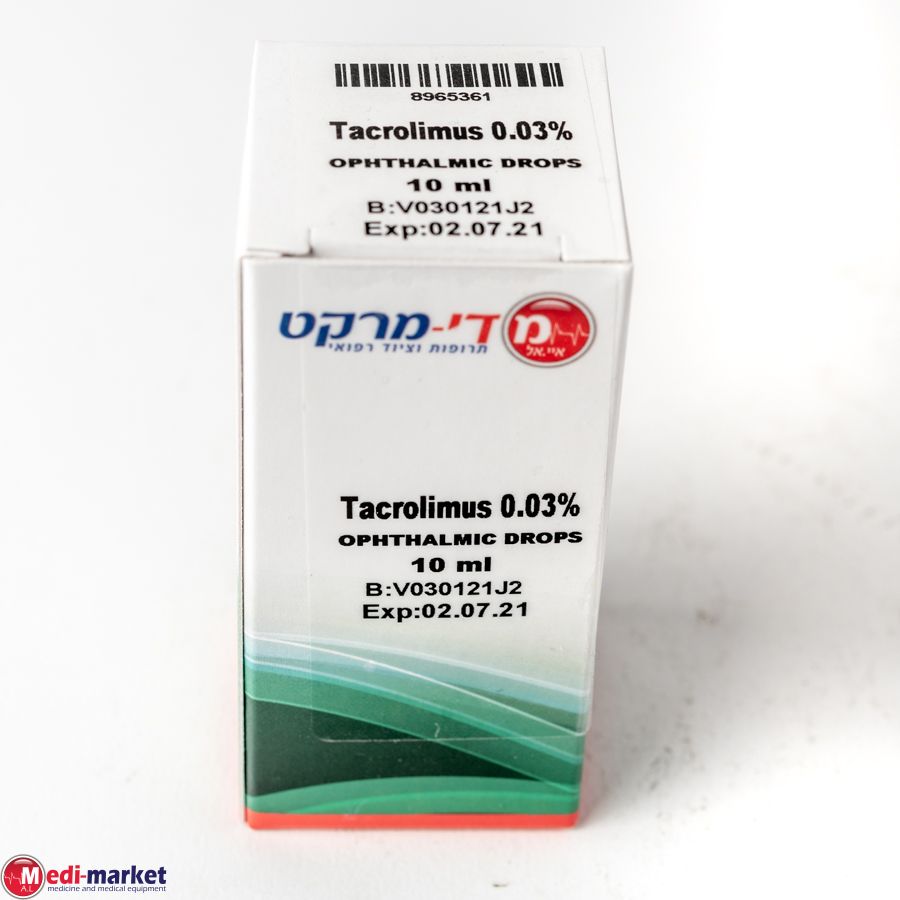 8965361
Tacrolimus 0.03%
OPHTHALMIC DROPS
10 ml
B:V030121J2
Exp:02.07.21
מ
איי.אל
די-מרקט
תרופות וציוד רפואי
Tacrolimus 0.03%
OPHTHALMIC DROPS
10 ml
B:V030121J2
Exp:02.07.21
Medi-market
A.L
medicine and medical equipment